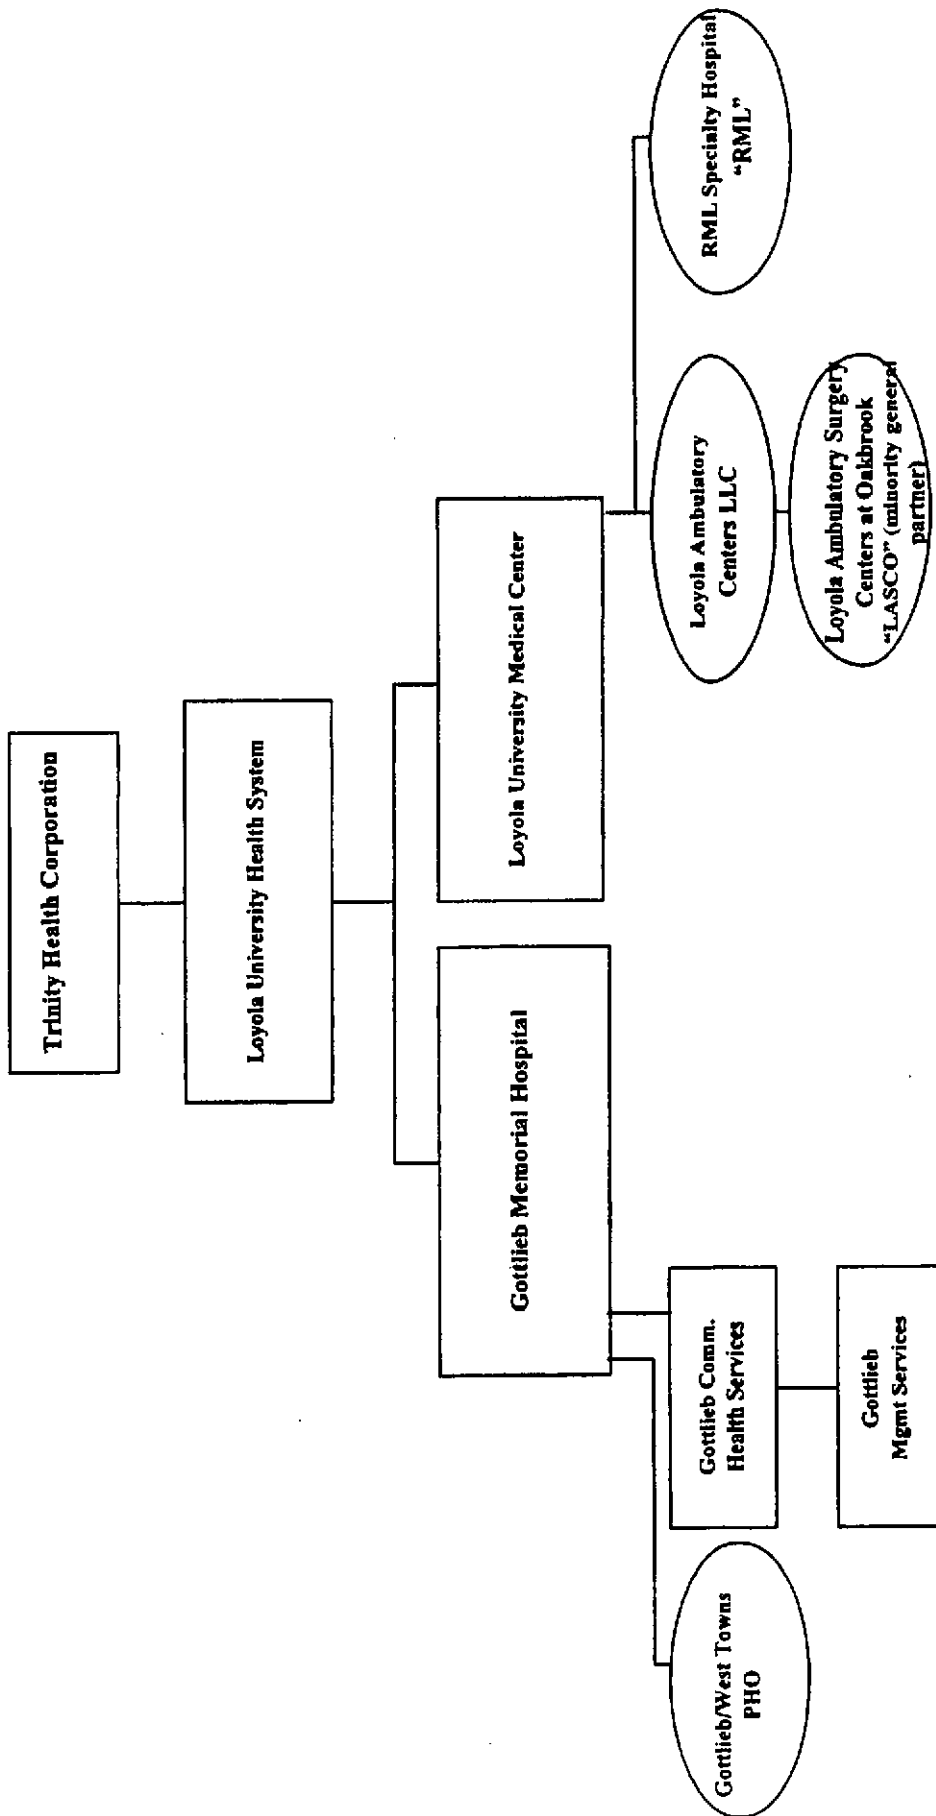 Trinity Health Corporation
Loyola University Health System
Gottlieb Memorial Hospital
Loyola University Medical Center
Gottlieb/West Towns
PHO
Gottlieb Comm.
Health Services
Gottlieb
Mgmt Services
Loyola Ambulatory
Centers LLC
Loyola Ambulatory Surgery
Centers at Oakbrook
"LASCO" (minority general
partner)
RML Specialty Hospital
"RML"